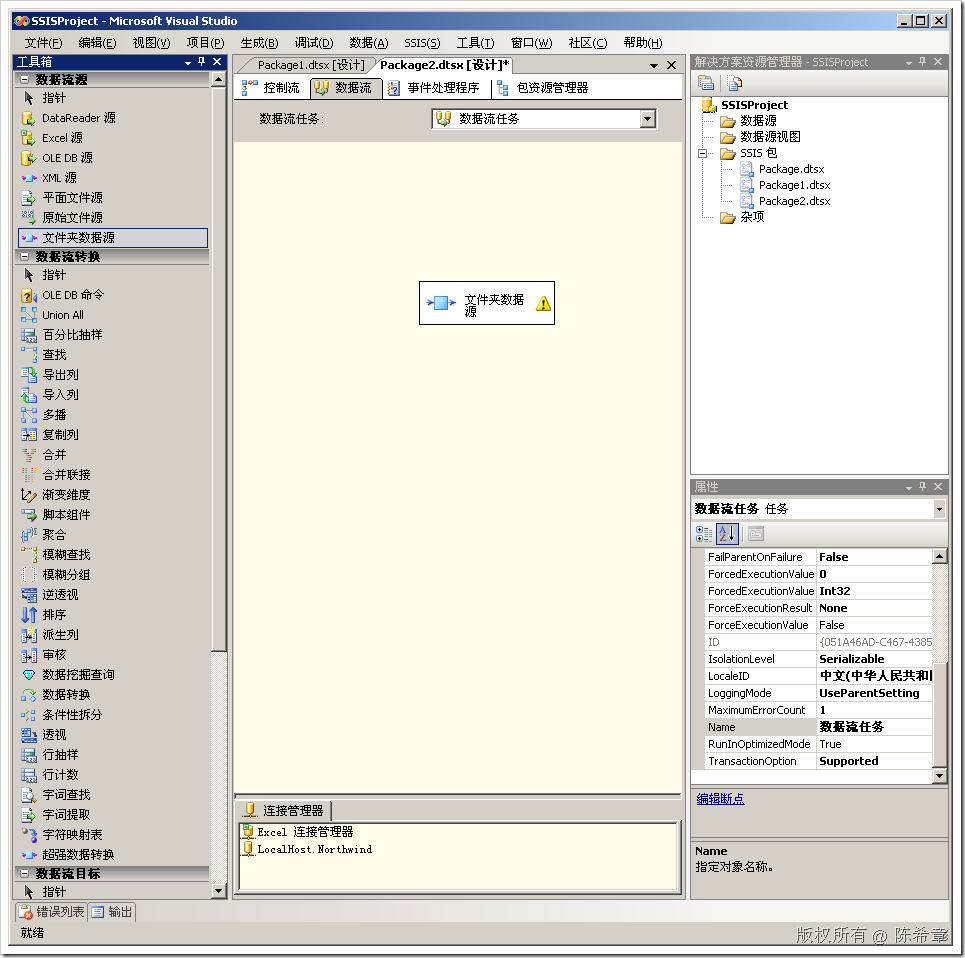 SSISProject - Microsoft Visual Studio
文件(F) 编辑(E) 视图(V) 项目(P) 生成(B) 调试(D) 数据(A) SSIS(S) 工具(T) 窗口(W) 社区(C) 帮助(H)
工具箱
数据流源
指针
DataReader 源
Excel 源
OLE DB 源
XML 源
平面文件源
原始文件源
文件夹数据源
数据流转换
指针
OLE DB 命令
Union All
百分比抽样
查找
导出列
导入列
多播
复制列
合并
合并联接
渐变维度
脚本组件
聚合
模糊查找
模糊分组
逆透视
排序
派生列
审核
数据挖掘查询
数据转换
条件性拆分
透视
行抽样
行计数
字词查找
字词提取
字符映射表
超强数据转换
数据流目标
指针
Package1.dtsx [设计] Package2.dtsx [设计]*
控制流 数据流 事件处理程序 包资源管理器
数据流任务: 数据流任务
文件夹数据
源
连接管理器
Excel 连接管理器
LocalHost.Northwind
解决方案资源管理器 - SSISProject
SSISProject
数据源
数据源视图
SSIS 包
Package.dtsx
Package1.dtsx
Package2.dtsx
杂项
属性
数据流任务 任务
FailParentOnFailure False
ForcedExecutionValue 0
ForcedExecutionValue Int32
ForceExecutionResult None
ForceExecutionValue False
ID {051A46AD-C467-4385
IsolationLevel Serializable
LocaleID 中文(中华人民共和国
LoggingMode UseParentSetting
MaximumErrorCount 1
Name 数据流任务
RunInOptimizedMode True
TransactionOption Supported
编辑断点
Name
指定对象名称。
错误列表 输出
就绪
版权所有 @ 陈希章